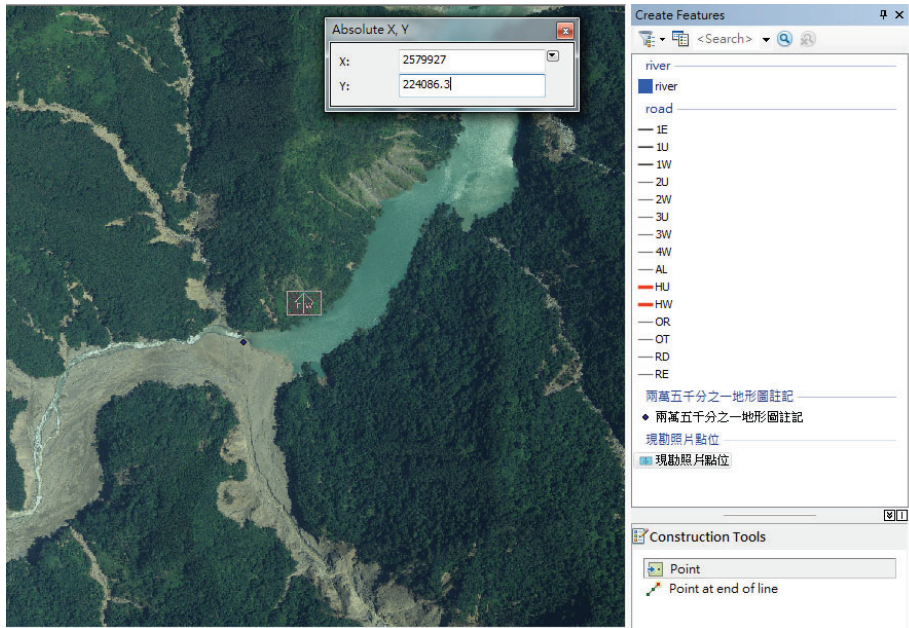 Absolute X, Y
X:
2579927
Y:
224086.3
Create Features
<Search>
river
river
road
1E
1U
1W
2U
2W
3U
3W
4W
AL
HU
HW
OR
OT
RD
RE
兩萬五千分之一地形圖註記
兩萬五千分之一地形圖註記
現勘照片點位
現勘照片點位
Construction Tools
Point
Point at end of line